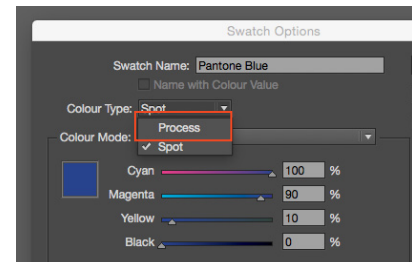 Swatch Options
Swatch Name: Pantone Blue
Name with Colour Value
Colour Type: Spot
Process
Colour Mode:
✓ Spot
Cyan 100 %
Magenta 90 %
Yellow 10 %
Black 0 %